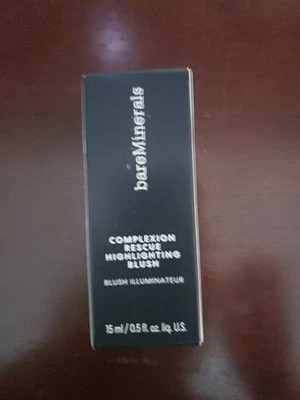 bareMinerals
COMPLEXION
RESCUE
HIGHLIGHTING
BLUSH
BLUSH ILLUMINATEUR
15 ml / 0.5 fl. oz. liq. U.S.